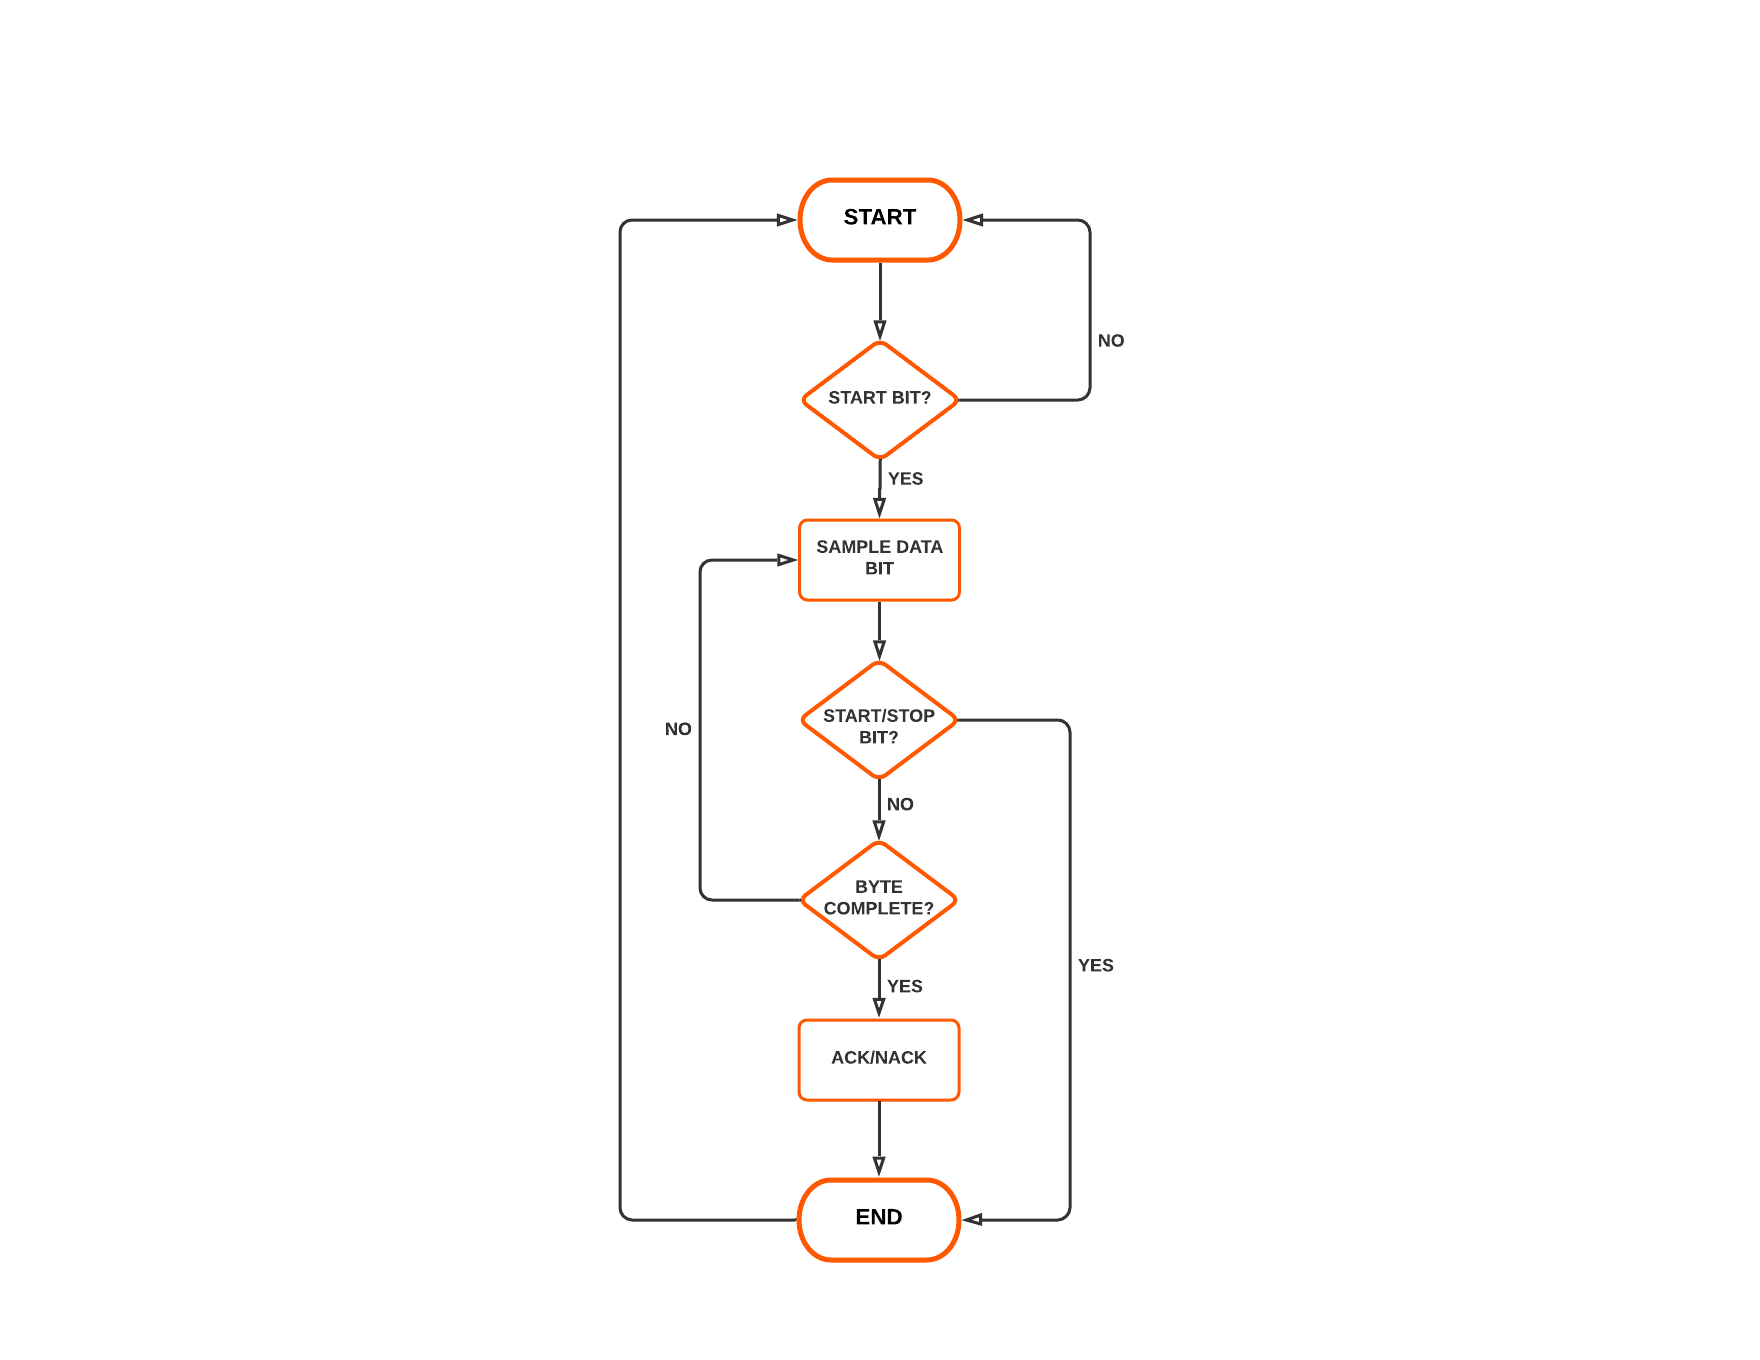 START
NO
START BIT?
YES
SAMPLE DATA
BIT
START/STOP
BIT?
NO
NO
BYTE
COMPLETE?
YES
YES
ACK/NACK
END